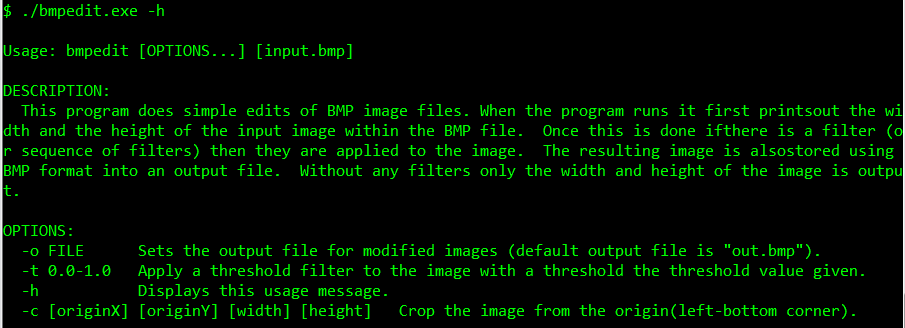 $ ./bmpedit.exe -h
Usage: bmpedit [OPTIONS...] [input.bmp]
DESCRIPTION:
  This program does simple edits of BMP image files. When the program runs it first printsout the wi
dth and the height of the input image within the BMP file.  Once this is done ifthere is a filter (o
r sequence of filters) then they are applied to the image.  The resulting image is alsostored using
BMP format into an output file.  Without any filters only the width and height of the image is outpu
t.
OPTIONS:
  -o FILE      Sets the output file for modified images (default output file is "out.bmp").
  -t 0.0-1.0   Apply a threshold filter to the image with a threshold the threshold value given.
  -h           Displays this usage message.
  -c [originX] [originY] [width] [height]   Crop the image from the origin(left-bottom corner).